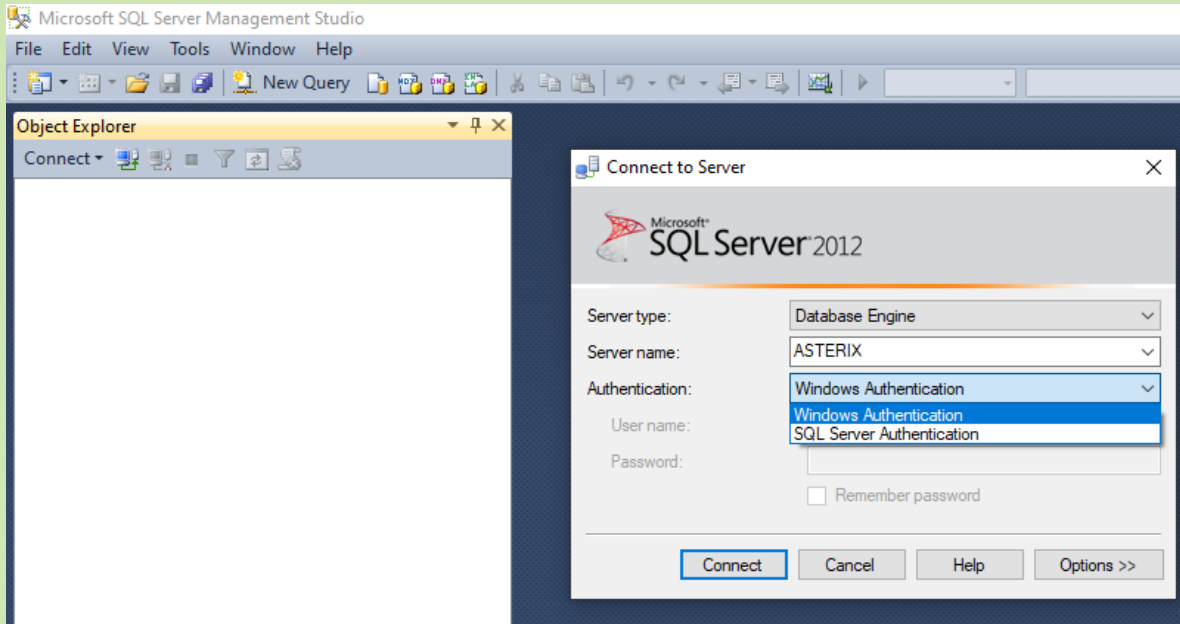 Microsoft SQL Server Management Studio
File Edit View Tools Window Help
New Query
Object Explorer
Connect
Connect to Server
Microsoft®
SQL Server® 2012
Server type: Database Engine
Server name: ASTERIX
Authentication: Windows Authentication
Windows Authentication
User name:
SQL Server Authentication
Password:
Remember password
Connect Cancel Help Options >>